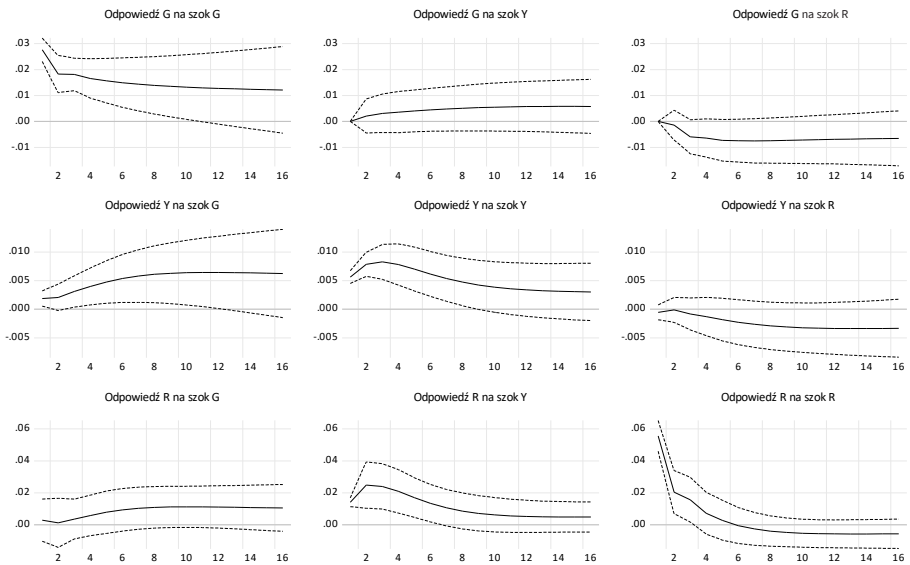 Odpowiedź G na szok G
Odpowiedź G na szok Y
Odpowiedź G na szok R
.03
.02
.01
.00
-.01
2 4 6 8 10 12 14 16
.03
.02
.01
.00
-.01
2 4 6 8 10 12 14 16
.03
.02
.01
.00
-.01
2 4 6 8 10 12 14 16
Odpowiedź Y na szok G
Odpowiedź Y na szok Y
Odpowiedź Y na szok R
.010
.005
.000
-.005
2 4 6 8 10 12 14 16
.010
.005
.000
-.005
2 4 6 8 10 12 14 16
.010
.005
.000
-.005
2 4 6 8 10 12 14 16
Odpowiedź R na szok G
Odpowiedź R na szok Y
Odpowiedź R na szok R
.06
.04
.02
.00
2 4 6 8 10 12 14 16
.06
.04
.02
.00
2 4 6 8 10 12 14 16
.06
.04
.02
.00
2 4 6 8 10 12 14 16